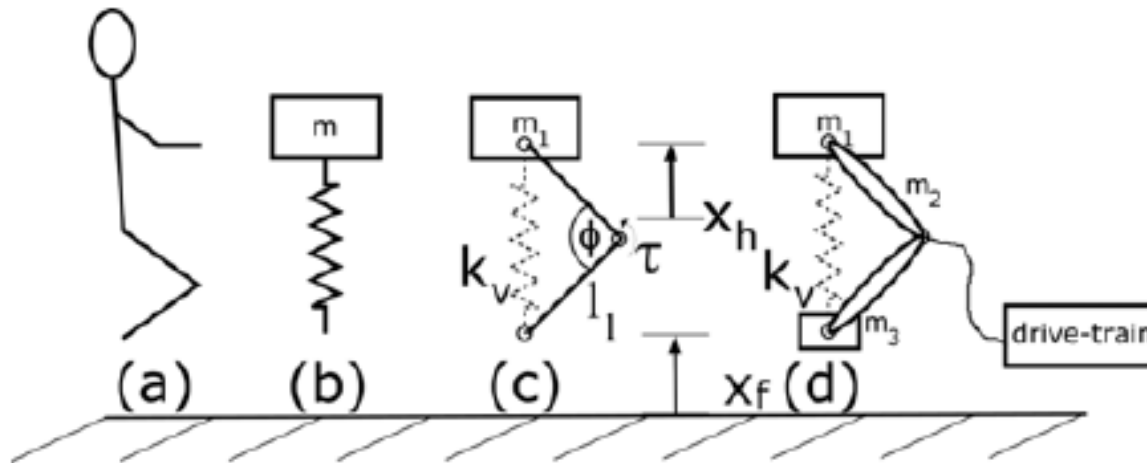 m
m1
kv
ϕ
τ
l1
xh
xf
m1
m2
kv
m3
drive-train
(a)
(b)
(c)
(d)